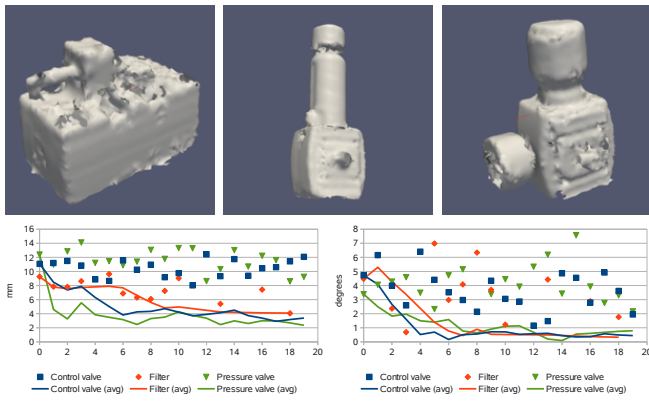 16
14
12
10
8
6
4
2
0
mm
0 2 4 6 8 10 12 14 16 18 20
Control valve Filter Pressure valve
Control valve (avg) Filter (avg) Pressure valve (avg)
8
7
6
5
4
3
2
1
0
degrees
0 2 4 6 8 10 12 14 16 18 20
Control valve Filter Pressure valve
Control valve (avg) Filter (avg) Pressure valve (avg)